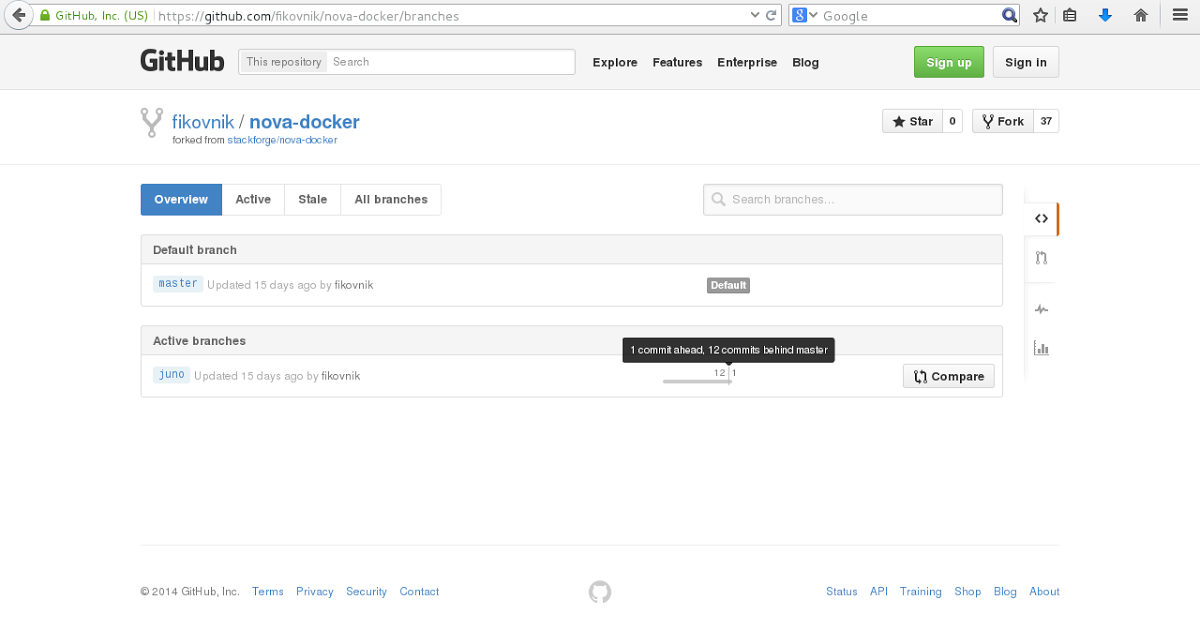 GitHub, Inc. (US) https://github.com/fikovnik/nova-docker/branches Google
GitHub This repository Search Explore Features Enterprise Blog Sign up Sign in
fikovnik / nova-docker Star 0 Fork 37
forked from stackforge/nova-docker
Overview Active Stale All branches Search branches...
Default branch
master Updated 15 days ago by fikovnik Default
Active branches
1 commit ahead, 12 commits behind master
juno Updated 15 days ago by fikovnik 12 1 Compare
© 2014 GitHub, Inc. Terms Privacy Security Contact Status API Training Shop Blog About